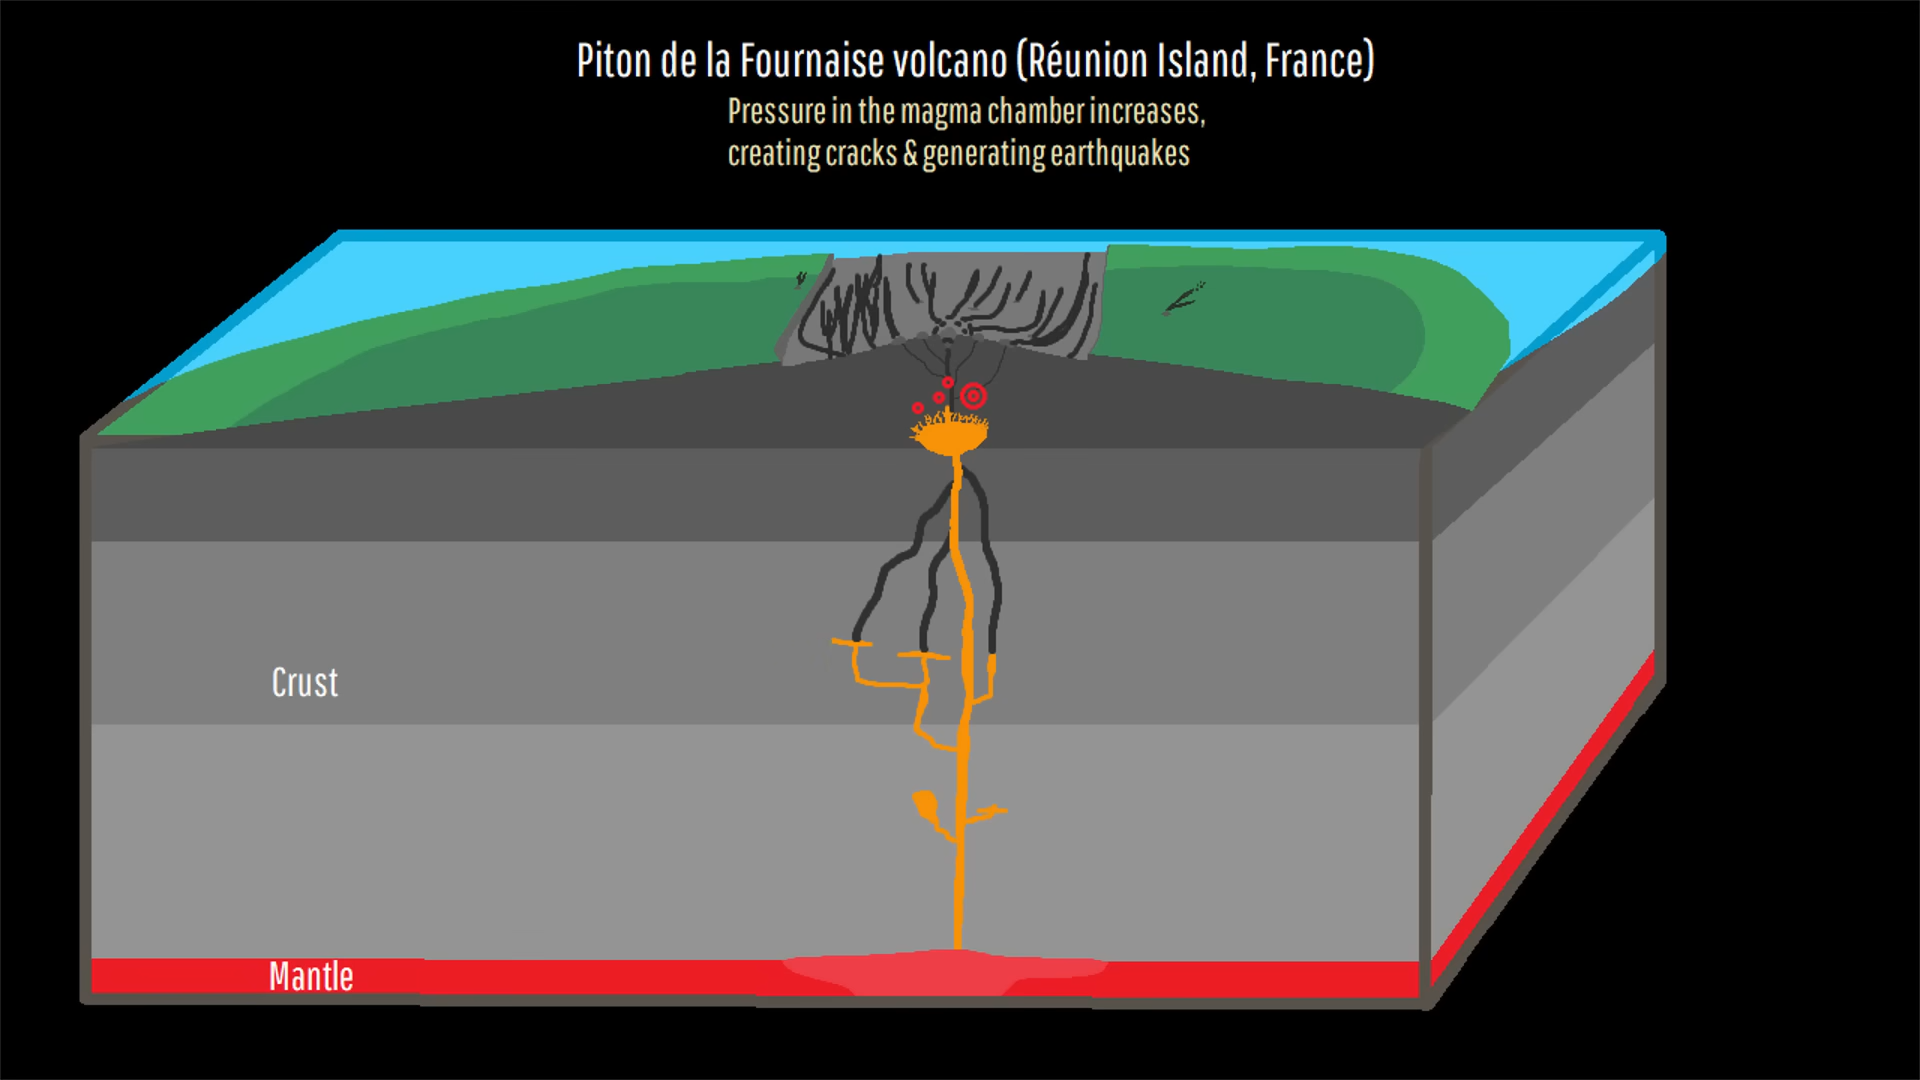 Piton de la Fournaise volcano (Réunion Island, France)
Pressure in the magma chamber increases,
creating cracks & generating earthquakes
Crust
Mantle